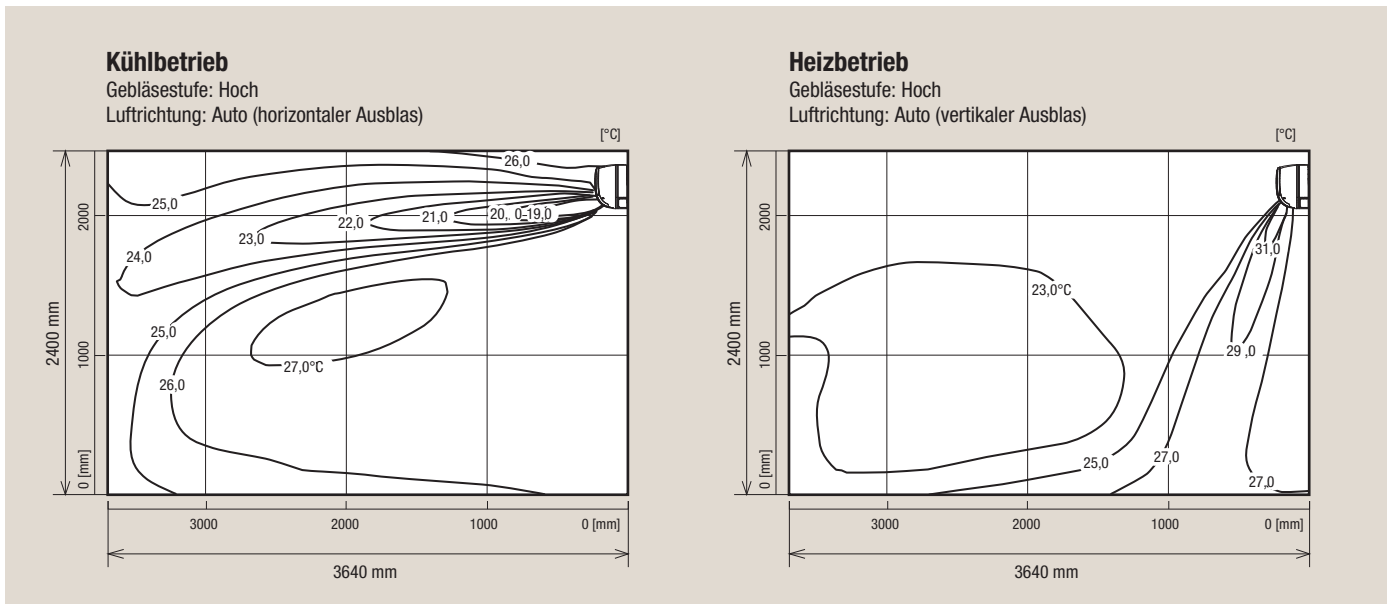 Kühlbetrieb
Gebläsestufe: Hoch
Luftrichtung: Auto (horizontaler Ausblas)
[°C]
26,0
25,0
20,. 0-19,0
21,0
22,0
23,0
24,0
25,0
26,0
27,0°C
2400 mm
2000
1000
0 [mm]
3000
2000
1000
0 [mm]
3640 mm
Heizbetrieb
Gebläsestufe: Hoch
Luftrichtung: Auto (vertikaler Ausblas)
[°C]
31,0
23,0°C
29 ,0
25,0
27,0
27,0
2400 mm
2000
1000
0 [mm]
3000
2000
1000
0 [mm]
3640 mm